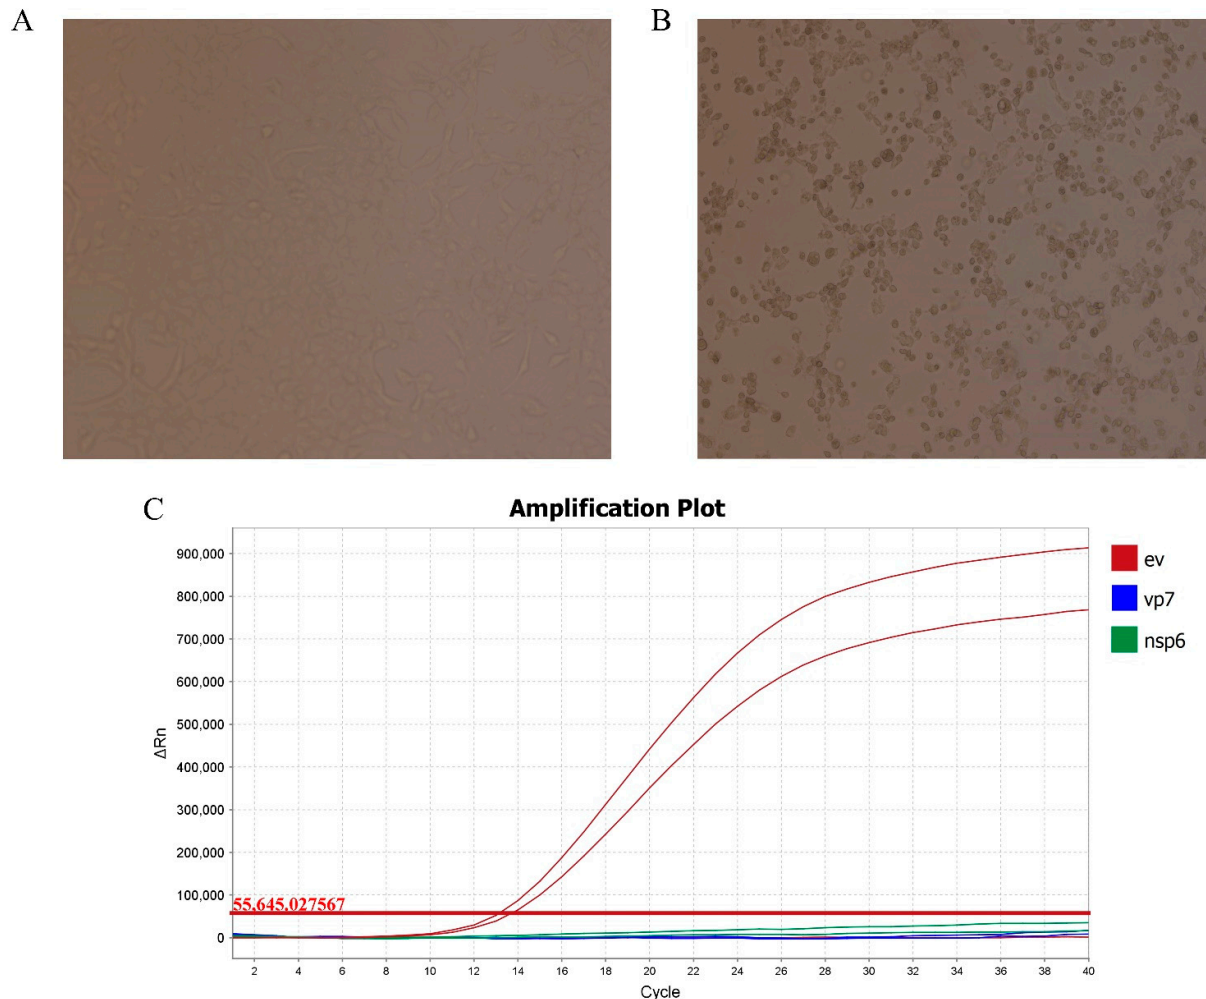 A
B
C
Amplification Plot
900,000
800,000
700,000
600,000
500,000
400,000
300,000
200,000
100,000
0
55,645,027567
ΔRn
2 4 6 8 10 12 14 16 18 20 22 24 26 28 30 32 34 36 38 40
Cycle
ev
vp7
nsp6